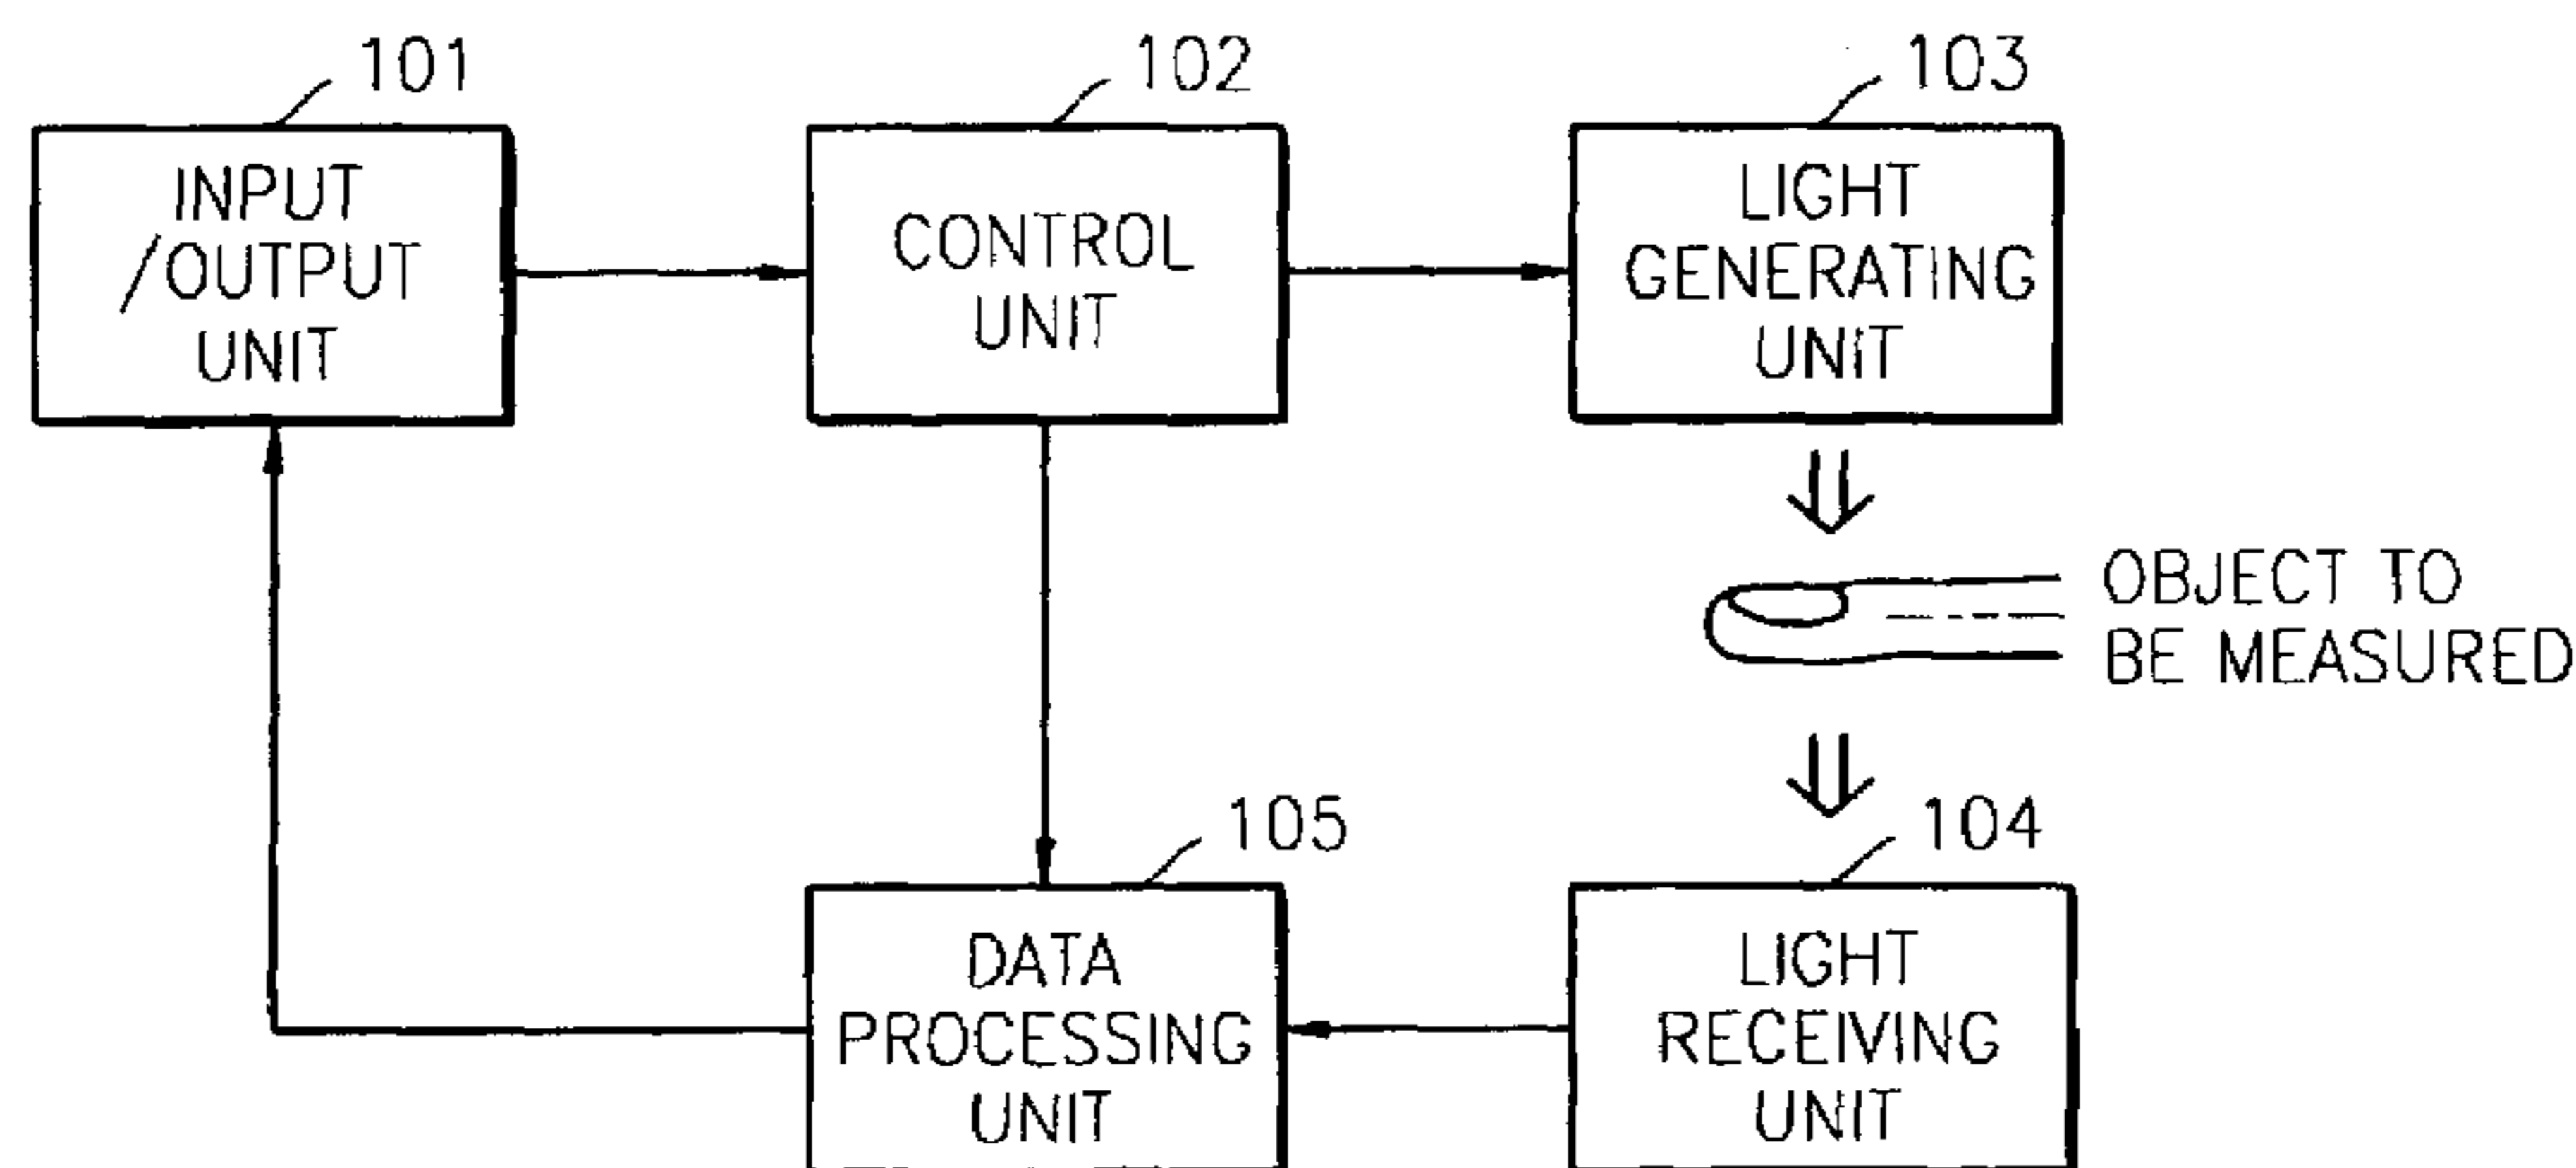 101
INPUT
/OUTPUT
UNIT
102
CONTROL
UNIT
103
LIGHT
GENERATING
UNIT
OBJECT TO
BE MEASURED
105
DATA
PROCESSING
UNIT
104
LIGHT
RECEIVING
UNIT